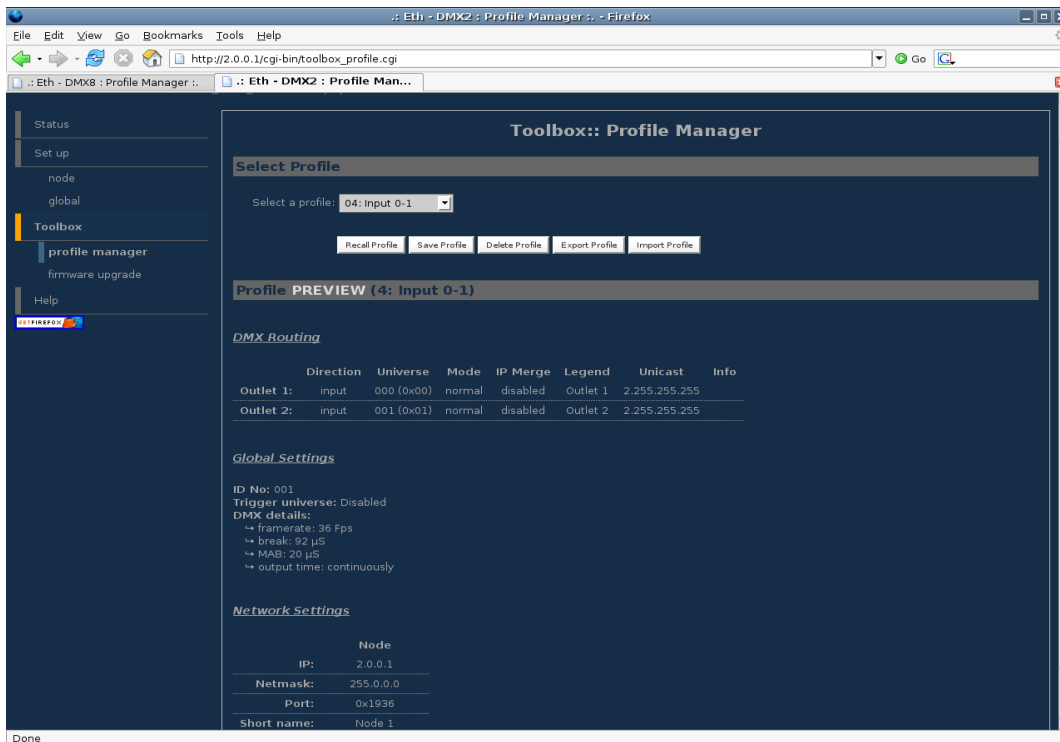 .: Eth - DMX2 : Profile Manager :. - Firefox
File Edit View Go Bookmarks Tools Help
http://2.0.0.1/cgi-bin/toolbox_profile.cgi
Go
G
.: Eth - DMX8 : Profile Manager :.
.: Eth - DMX2 : Profile Man...
Status
Set up
node
global
Toolbox
profile manager
firmware upgrade
Help
GET FIREFOX
Toolbox:: Profile Manager
Select Profile
Select a profile: 04: Input 0-1
Recall Profile Save Profile Delete Profile Export Profile Import Profile
Profile PREVIEW (4: Input 0-1)
DMX Routing
Direction Universe Mode IP Merge Legend Unicast Info
Outlet 1: input 000 (0x00) normal disabled Outlet 1 2.255.255.255
Outlet 2: input 001 (0x01) normal disabled Outlet 2 2.255.255.255
Global Settings
ID No: 001
Trigger universe: Disabled
DMX details:
↪ framerate: 36 Fps
↪ break: 92 µS
↪ MAB: 20 µS
↪ output time: continuously
Network Settings
Node
IP: 2.0.0.1
Netmask: 255.0.0.0
Port: 0x1936
Short name: Node 1
Done